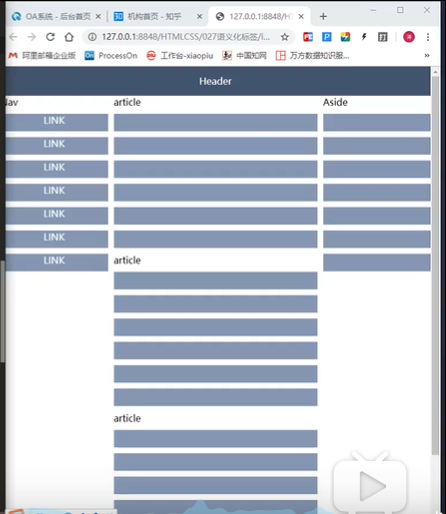 OA系统 - 后台首页
机构首页 - 知乎
127.0.0.1:8848/H
127.0.0.1:8848/HTMLCSS/027语义化标签/i...
阿里邮箱企业版
ProcessOn
工作台-xiaopiu
中国知网
万方数据知识服...
Header
Nav
article
Aside
LINK
LINK
LINK
LINK
LINK
LINK
LINK
article
article